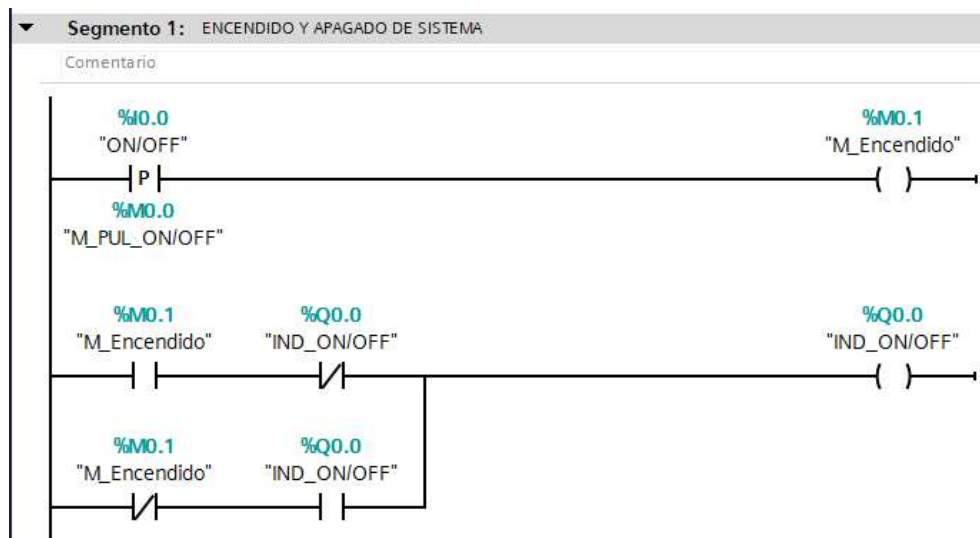 Segmento 1: ENCENDIDO Y APAGADO DE SISTEMA
Comentario
%I0.0 %M0.1
"ON/OFF" "M_Encendido"
P
%M0.0
"M_PUL_ON/OFF"
%M0.1 %Q0.0 %Q0.0
"M_Encendido" "IND_ON/OFF" "IND_ON/OFF"
%M0.1 %Q0.0
"M_Encendido" "IND_ON/OFF"